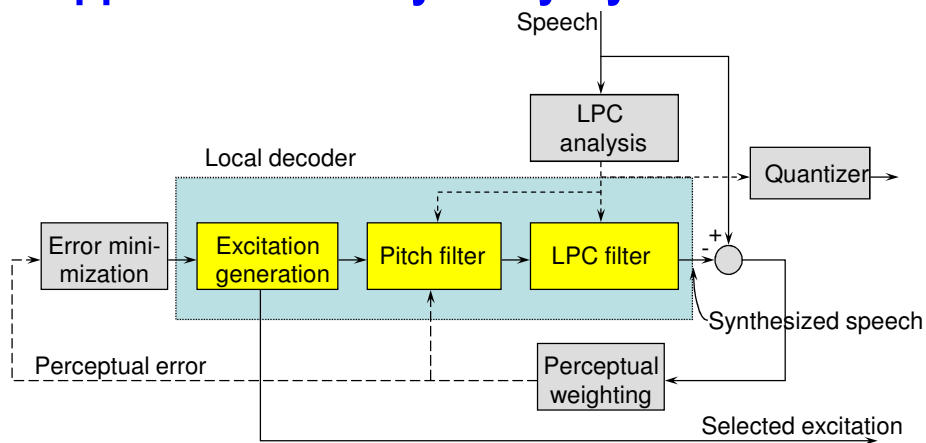 Speech
LPC
analysis
Local decoder
Quantizer
Error mini-
mization
Excitation
generation
Pitch filter
LPC filter
+
-
Synthesized speech
Perceptual error
Perceptual
weighting
Selected excitation